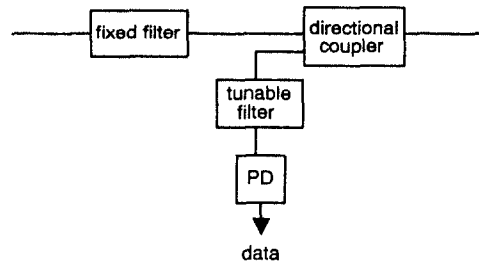 fixed filter
directional
coupler
tunable
filter
PD
data